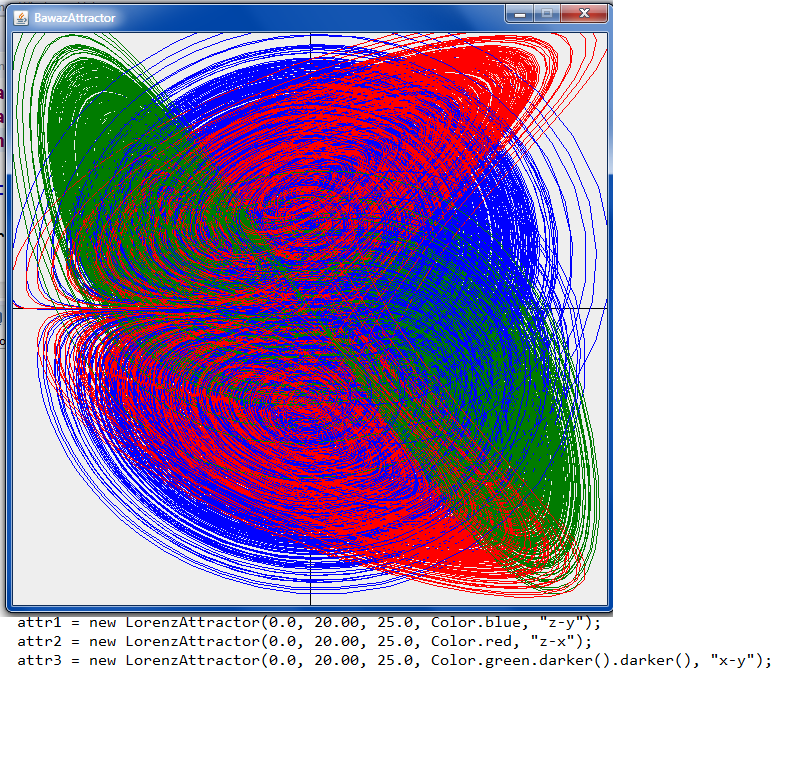 BawazAttractor
attr1 = new LorenzAttractor(0.0, 20.00, 25.0, Color.blue, "z-y");
attr2 = new LorenzAttractor(0.0, 20.00, 25.0, Color.red, "z-x");
attr3 = new LorenzAttractor(0.0, 20.00, 25.0, Color.green.darker().darker(), "x-y");